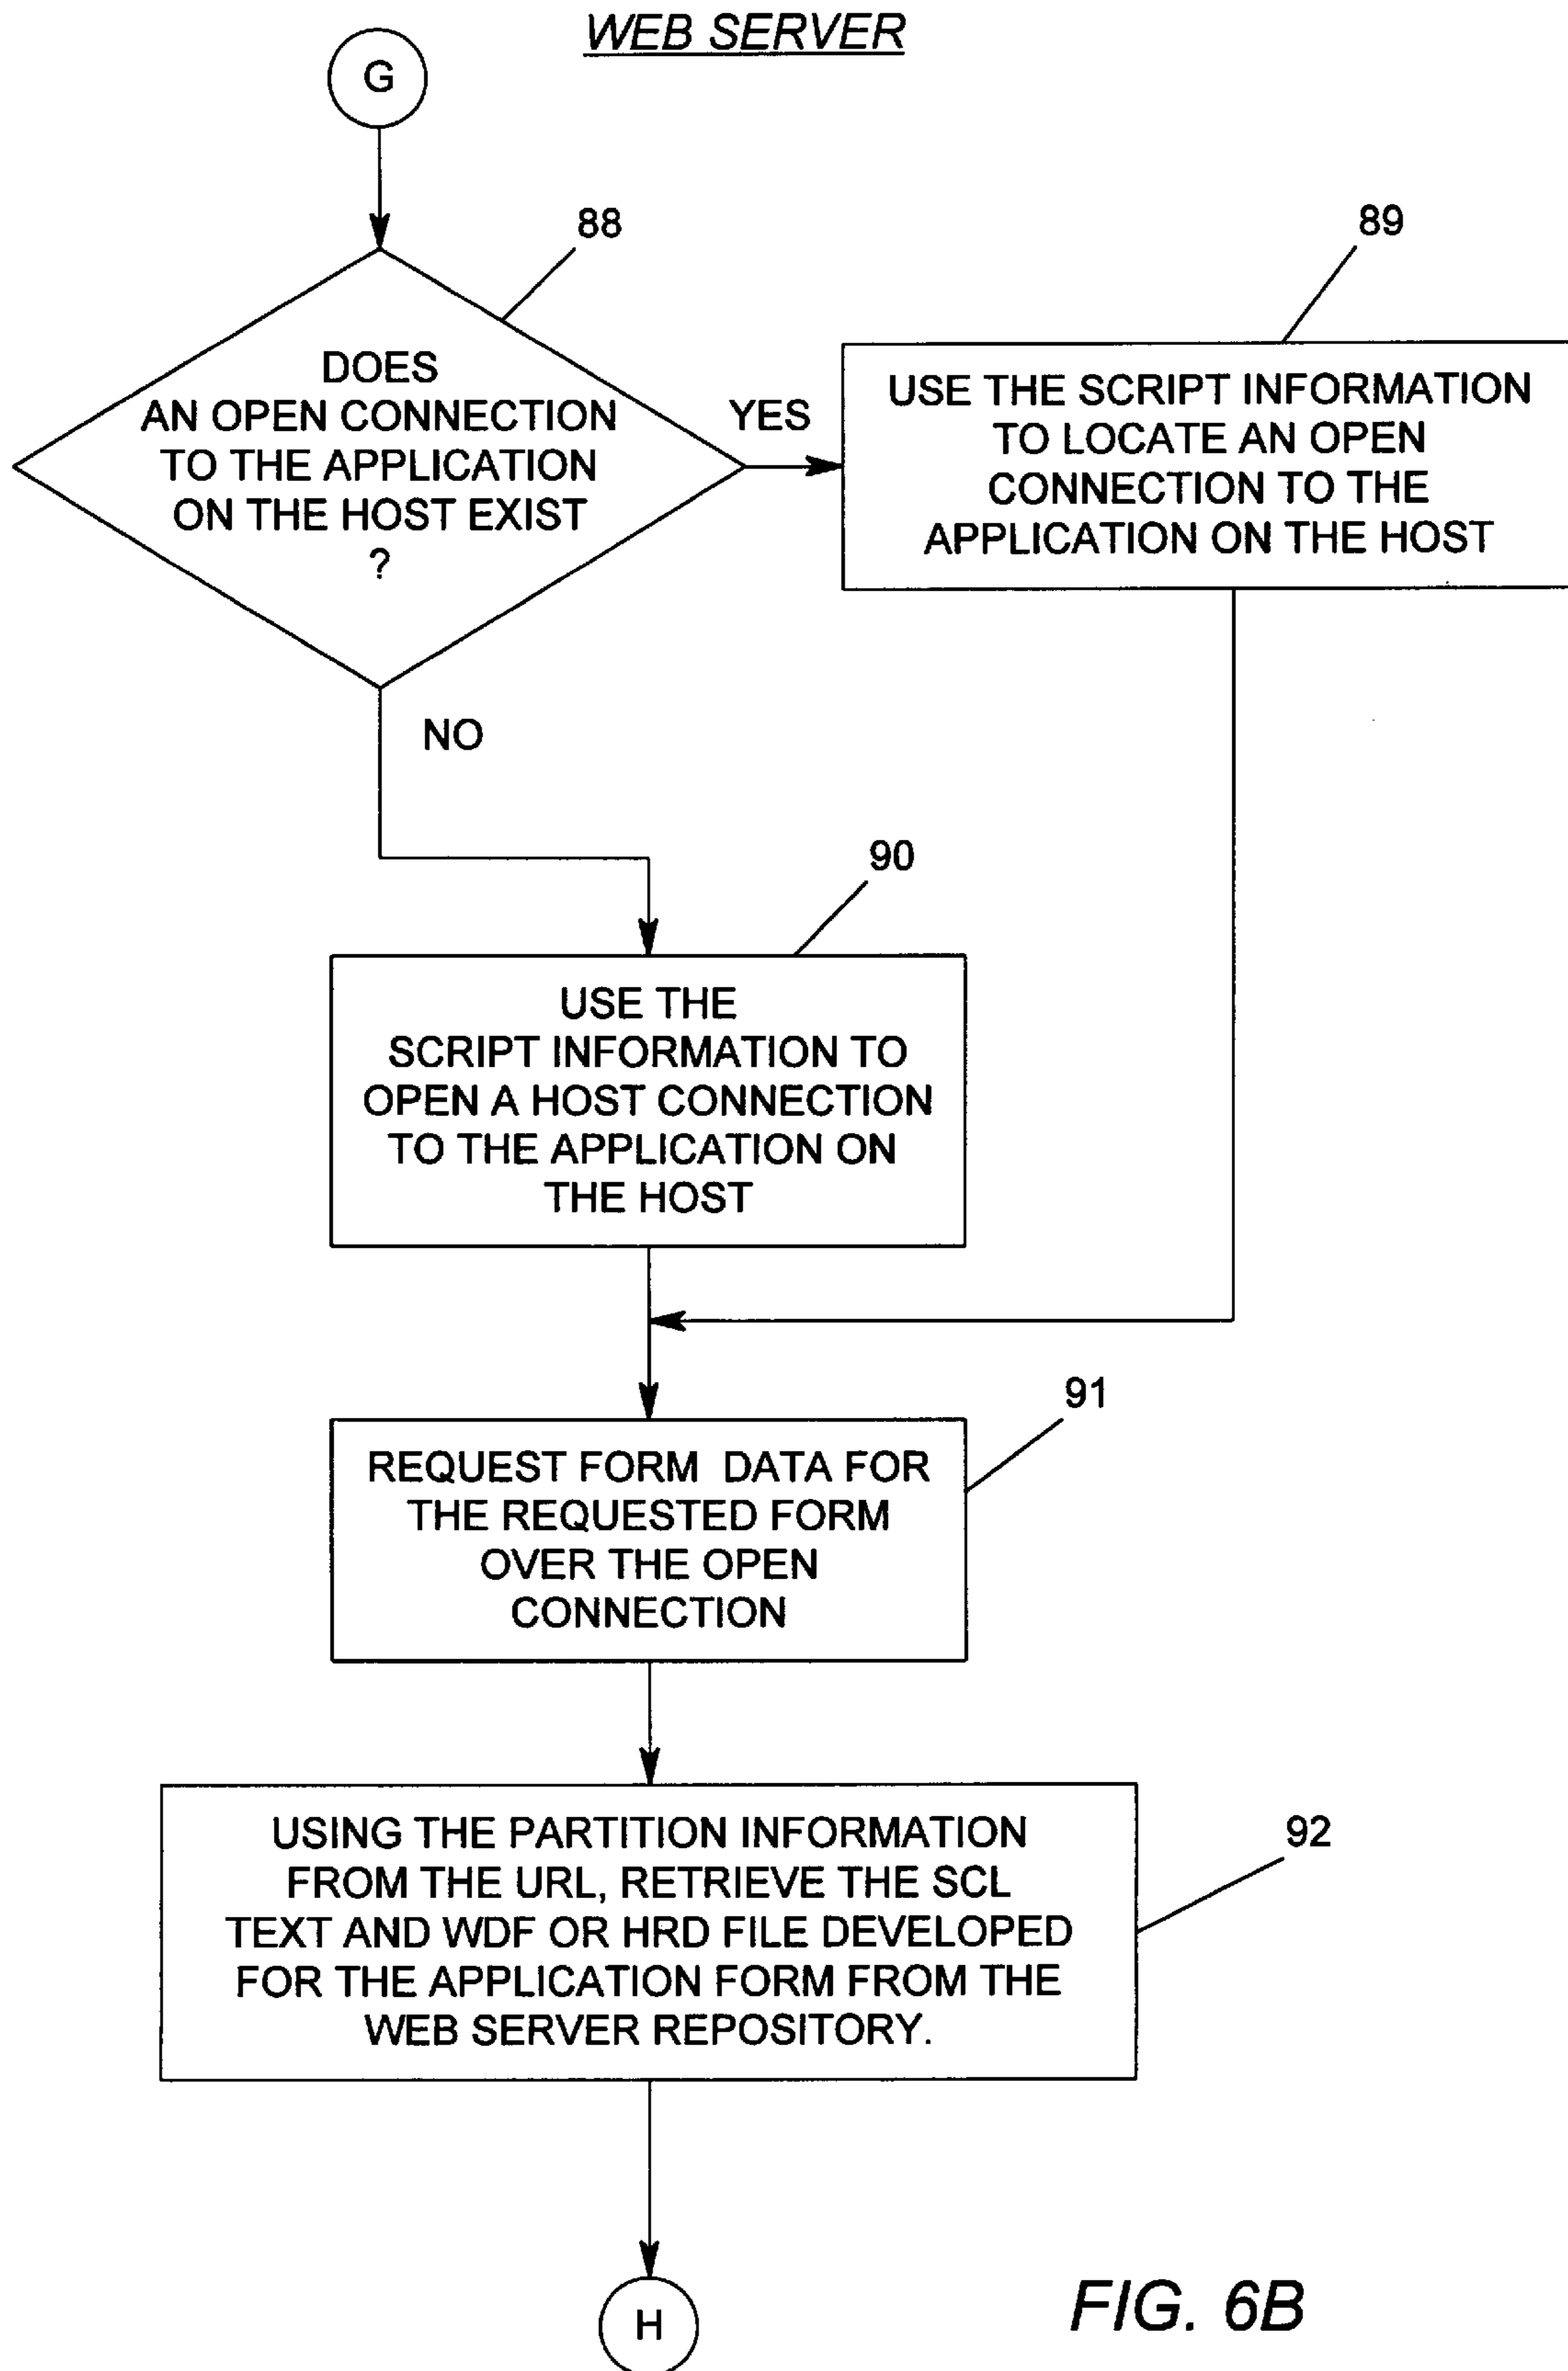 WEB SERVER
G
88
DOES
AN OPEN CONNECTION
TO THE APPLICATION
ON THE HOST EXIST
?
YES
89
USE THE SCRIPT INFORMATION
TO LOCATE AN OPEN
CONNECTION TO THE
APPLICATION ON THE HOST
NO
90
USE THE
SCRIPT INFORMATION TO
OPEN A HOST CONNECTION
TO THE APPLICATION ON
THE HOST
91
REQUEST FORM DATA FOR
THE REQUESTED FORM
OVER THE OPEN
CONNECTION
92
USING THE PARTITION INFORMATION
FROM THE URL, RETRIEVE THE SCL
TEXT AND WDF OR HRD FILE DEVELOPED
FOR THE APPLICATION FORM FROM THE
WEB SERVER REPOSITORY.
H
FIG. 6B